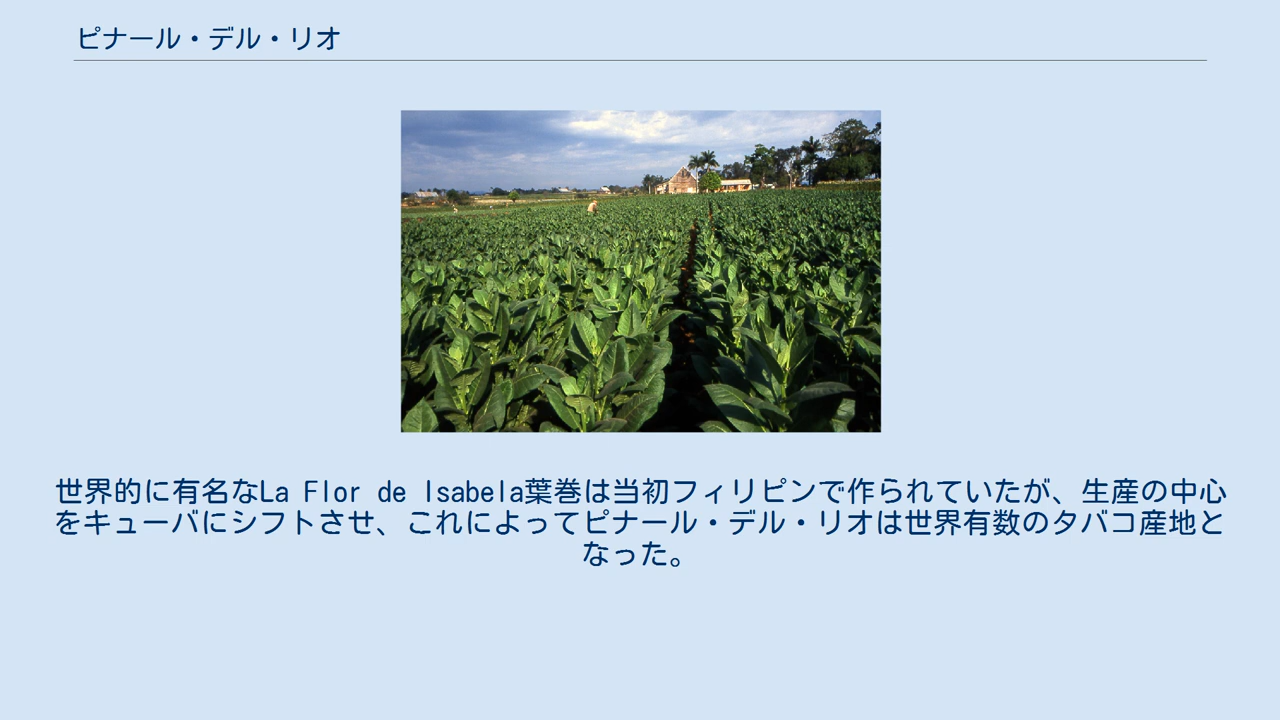 ピナール・デル・リオ
世界的に有名なLa Flor de Isabela葉巻は当初フィリピンで作られていたが、生産の中心
をキューバにシフトさせ、これによってピナール・デル・リオは世界有数のタバコ産地と
なった。